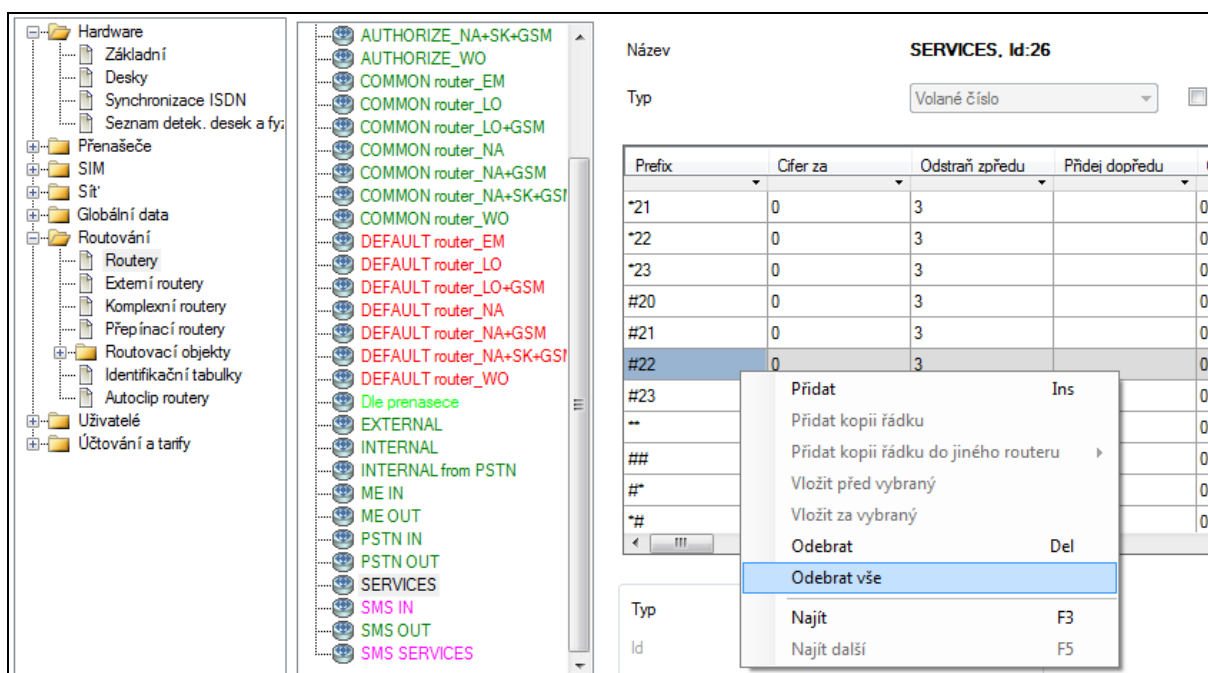 Hardware
Základní
Desky
Synchronizace ISDN
Seznam detek. desek a fyz
Přenašeče
SIM
Síť
Globální data
Routování
Routery
Externí routery
Komplexní routery
Přepínací routery
Routovací objekty
Identifikační tabulky
Autoclip routery
Uživatelé
Účtování a tarify
AUTHORIZE_NA+SK+GSM
AUTHORIZE_WO
COMMON router_EM
COMMON router_LO
COMMON router_LO+GSM
COMMON router_NA
COMMON router_NA+GSM
COMMON router_NA+SK+GSM
COMMON router_WO
DEFAULT router_EM
DEFAULT router_LO
DEFAULT router_LO+GSM
DEFAULT router_NA
DEFAULT router_NA+GSM
DEFAULT router_NA+SK+GSM
DEFAULT router_WO
Dle prenasece
EXTERNAL
INTERNAL
INTERNAL from PSTN
ME IN
ME OUT
PSTN IN
PSTN OUT
SERVICES
SMS IN
SMS OUT
SMS SERVICES
Název SERVICES, Id:26
Typ Volané číslo
Prefix Cifer za Odstraň zpředu Přidej dopředu
*21 0 3 0
*22 0 3 0
*23 0 3 0
#20 0 3 0
#21 0 3 0
#22 0 3 0
#23 0
** 0
## 0
#* 0
*# 0
Přidat Ins
Přidat kopii řádku
Přidat kopii řádku do jiného routeru
Vložit před vybraný
Vložit za vybraný
Odebrat Del
Odebrat vše
Najít F3
Najít další F5
Typ
Id